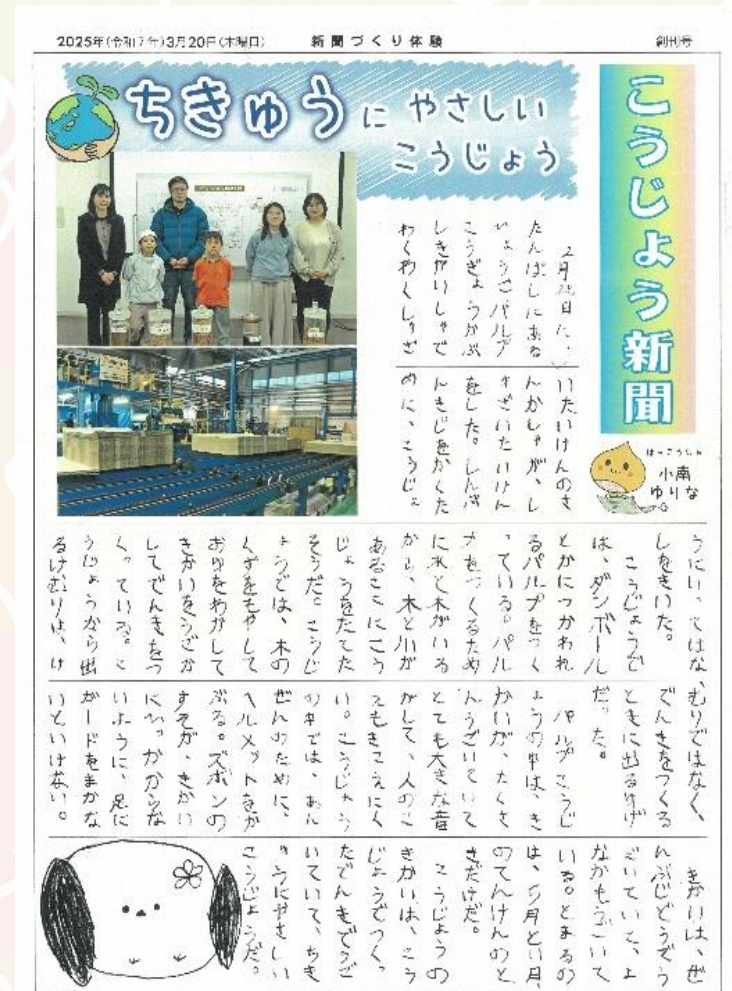 2025年(令和7年)3月20日(木曜日) 新聞づくり体験 創刊号
こうじょう新聞
はっこうしゃ
小南
ゆりな
ちきゅうに やさしい
こうじょう
たんばしにある
ひょうごパルプ
こうぎょうかぶ
しきがいしゃで
わくわくしょざ
いたいけんのさ
んかしゃが、し
ゅざいたいけん
をした。しんぶ
んきじをかくた
めに、こうじょ
うにいってはな
しをきいた。
こうじょうで
は、ダンボール
とかにつかわれ
るパルプをつく
っている。パル
プをつくるため
に水と木がいる
から、木と川が
あるここにこう
じょうをたてた
そうだ。こうじ
ょうでは、木の
くずをもやして
おゆをわかして
きかいをうごか
してでんきをつ
くっている。こ
うじょうから出
るけむりは、け
むりではなく、
でんきをつくる
ときに出るゆげ
だった。
パルプこうじ
ょうの中は、き
かいが、たくさ
んうごいていて
とても大きな音
がして、人のこ
えもきこえにく
い。こうじょう
の中では、あん
ぜんのために、
ヘルメットをか
ぶる。ズボンの
すそが、きかい
にひっかからな
いように、足に
ガードをまかな
いといけない。
きかいは、ぜ
んぶじどうでう
ごいていて、よ
なかもうごいて
いる。とまるの
のてんけんのと
きだけだ。
こうじょうの
きかいは、こう
じょうでつくっ
たでんきでうご
いていて、ちき
ゅうにやさしい
こうじょうだ。